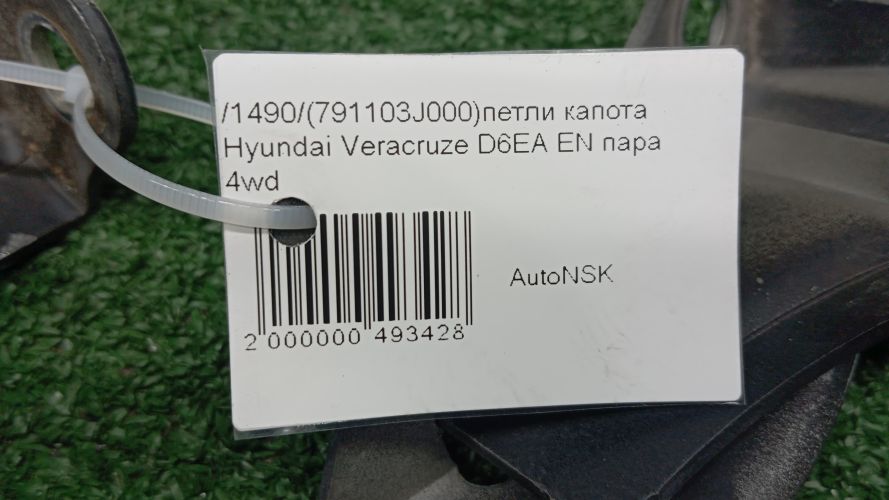 /1490/(791103J000)петли капота
Hyundai Veracruze D6EA EN пара
4wd
AutoNSK
2 000000 493428